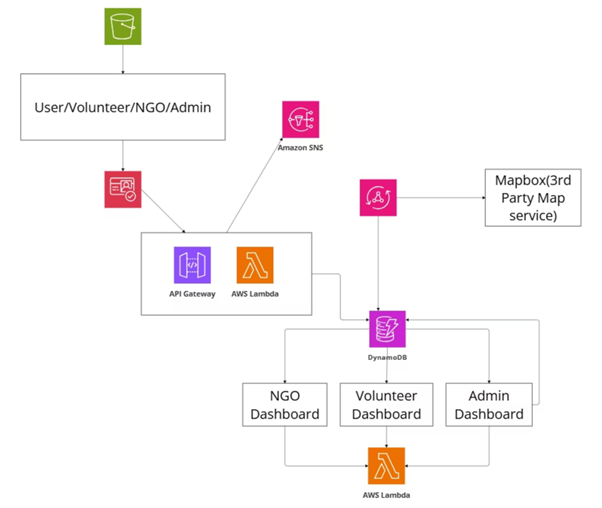 User/Volunteer/NGO/Admin
Amazon SNS
Mapbox(3rd
Party Map
service)
API Gateway
AWS Lambda
DynamoDB
NGO
Dashboard
Volunteer
Dashboard
Admin
Dashboard
AWS Lambda